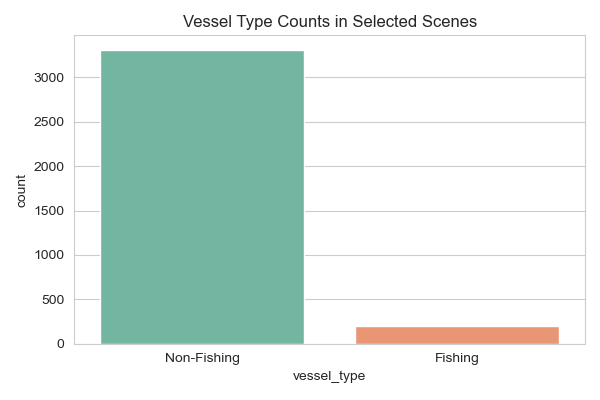 Vessel Type Counts in Selected Scenes
3000
2500
2000
1500
1000
500
0
count
Non-Fishing
Fishing
vessel_type